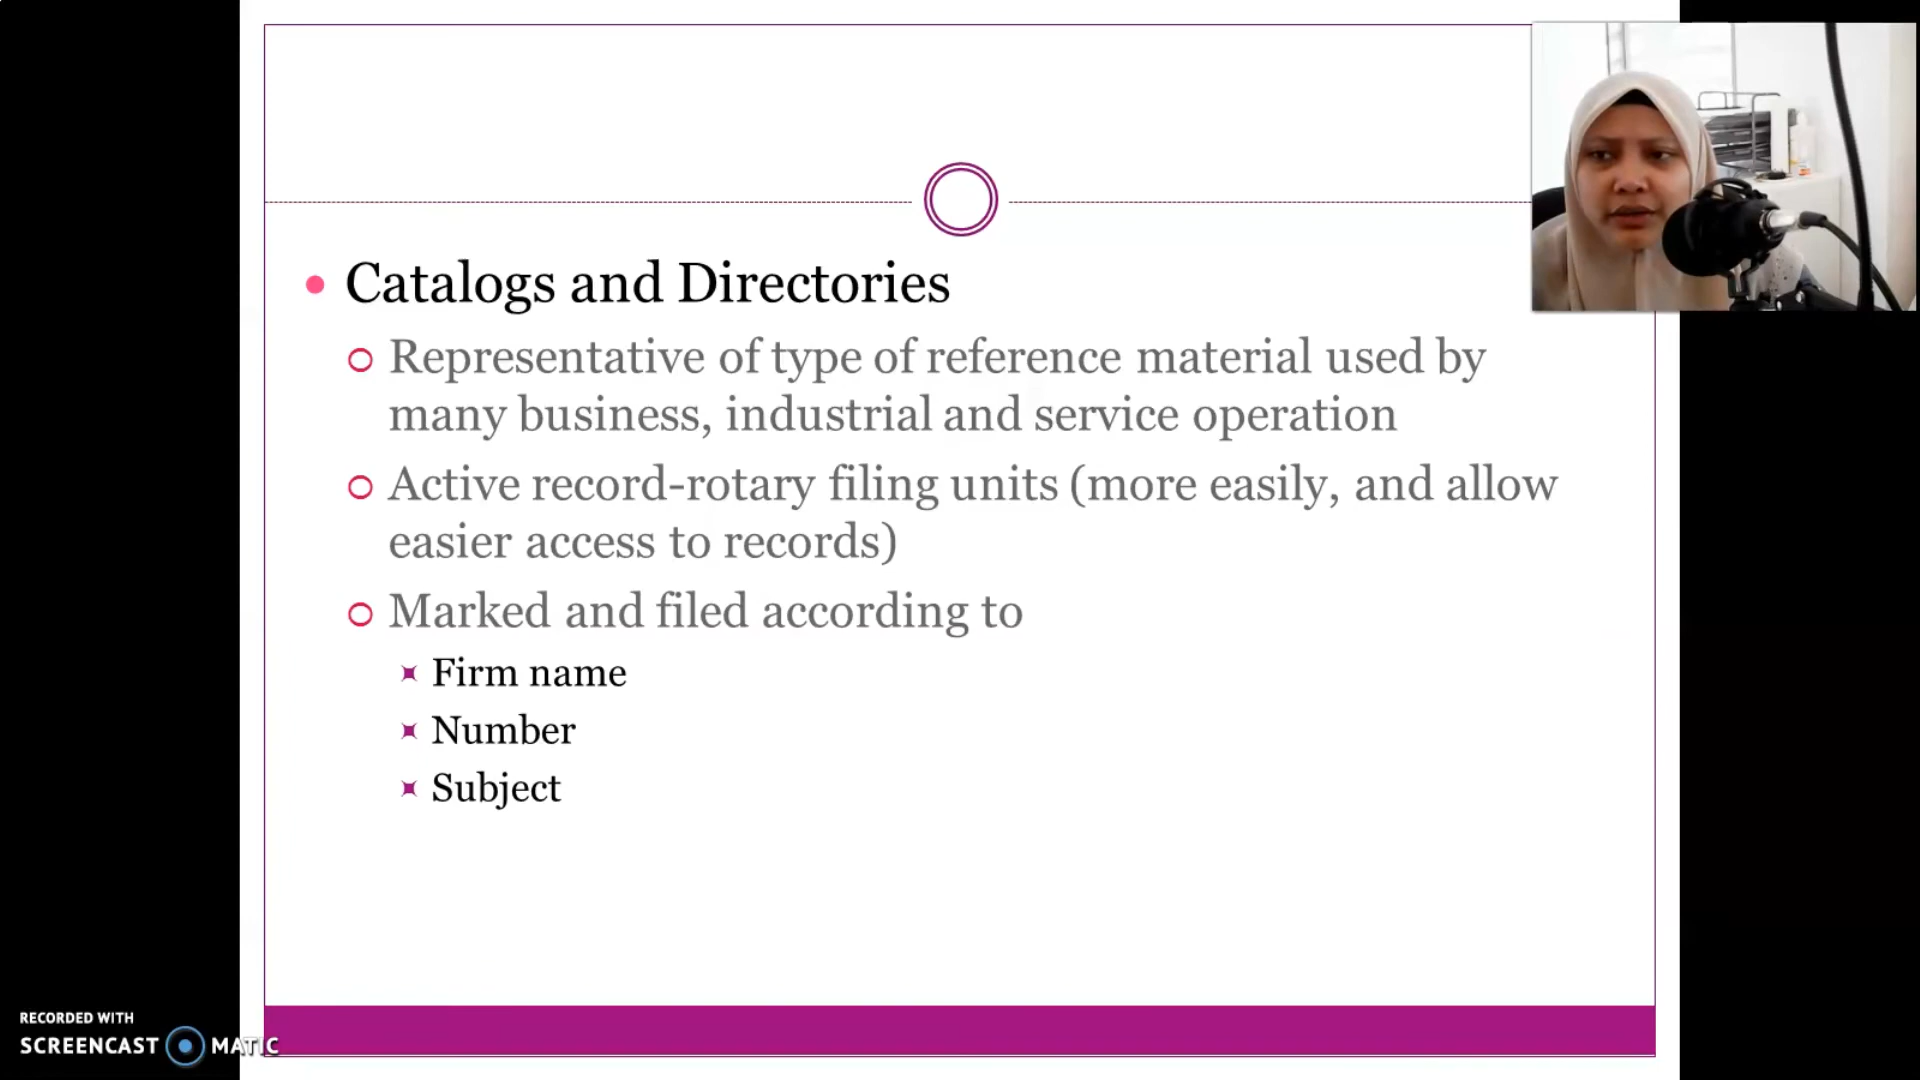 Catalogs and Directories
Representative of type of reference material used by
many business, industrial and service operation
Active record-rotary filing units (more easily, and allow
easier access to records)
Marked and filed according to
Firm name
Number
Subject
RECORDED WITH
SCREENCAST MATIC